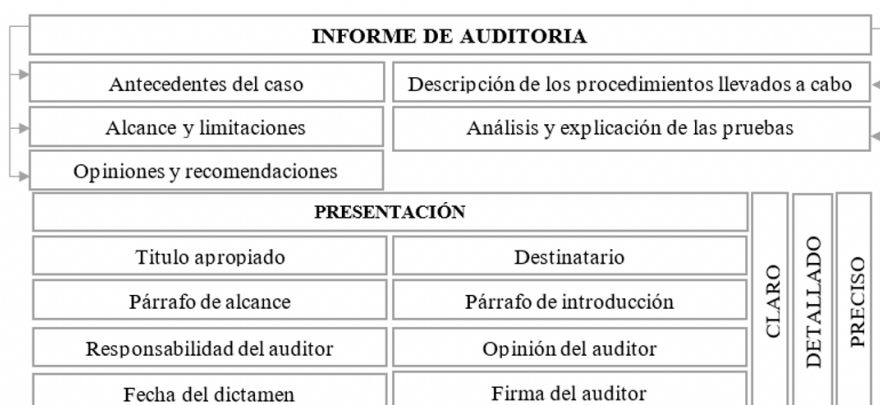 INFORME DE AUDITORIA
Antecedentes del caso
Descripción de los procedimientos llevados a cabo
Alcance y limitaciones
Análisis y explicación de las pruebas
Opiniones y recomendaciones
PRESENTACIÓN
Titulo apropiado
Destinatario
Párrafo de alcance
Párrafo de introducción
Responsabilidad del auditor
Opinión del auditor
Fecha del dictamen
Firma del auditor
CLARO
DETALLADO
PRECISO